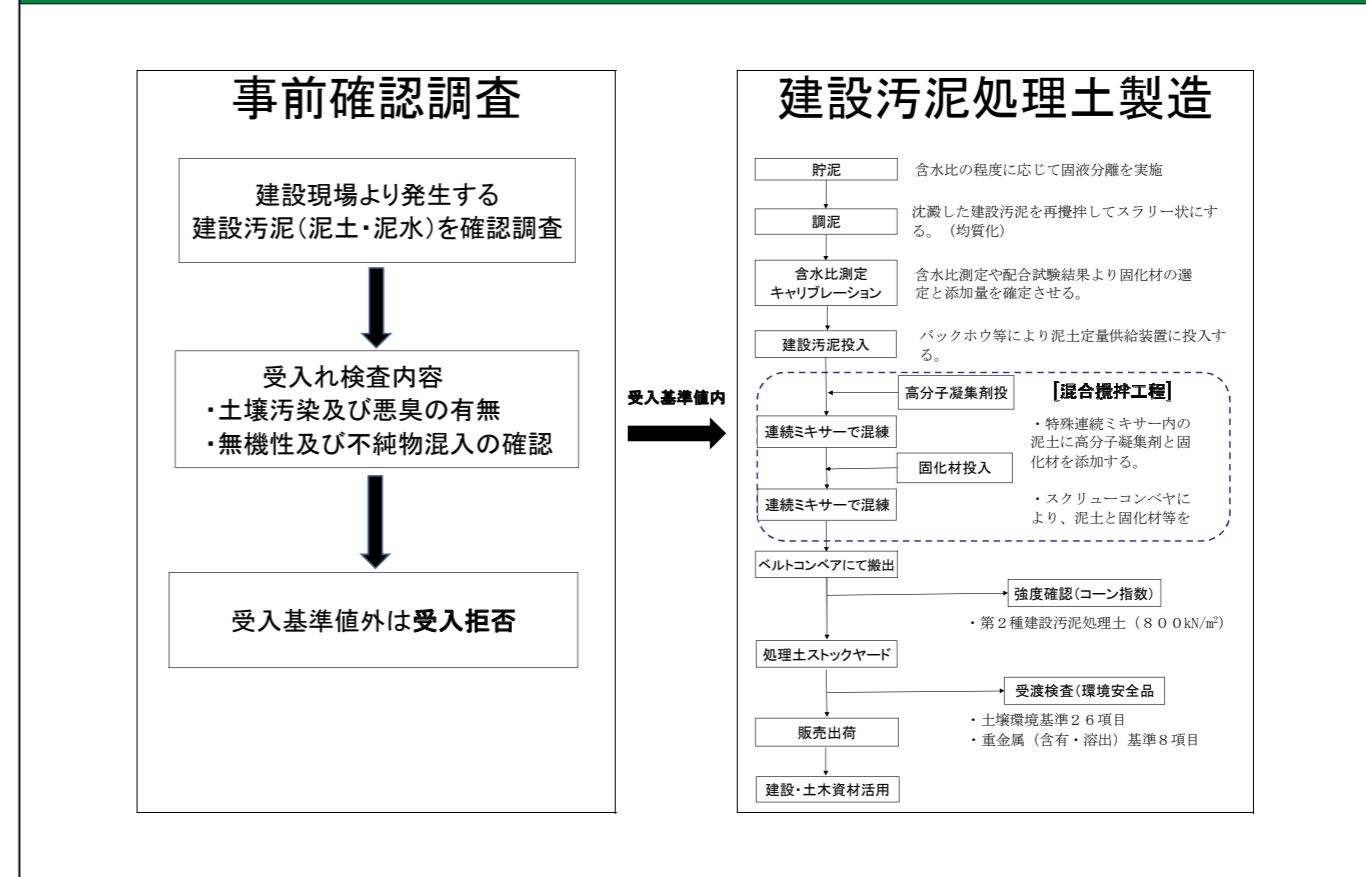 事前確認調査
建設現場より発生する
建設汚泥(泥土・泥水)を確認調査
受入れ検査内容
・土壌汚染及び悪臭の有無
・無機性及び不純物混入の確認
受入基準値外は受入拒否
受入基準値内
建設汚泥処理土製造
貯泥
含水比の程度に応じて固液分離を実施
調泥
沈澱した建設汚泥を再攪拌してスラリー状にす
る。(均質化)
含水比測定
キャリブレーション
含水比測定や配合試験結果より固化材の選
定と添加量を確定させる。
建設汚泥投入
バックホウ等により泥土定量供給装置に投入す
る。
高分子凝集剤投
[混合攪拌工程]
連続ミキサーで混練
・特殊連続ミキサー内の
泥土に高分子凝集剤と固
化材を添加する。
固化材投入
連続ミキサーで混練
・スクリューコンベヤに
より、泥土と固化材等を
ベルトコンベアにて搬出
強度確認(コーン指数)
・第2種建設汚泥処理土(800kN/m²)
処理土ストックヤード
受渡検査(環境安全品
・土壌環境基準26項目
・重金属(含有・溶出)基準8項目
販売出荷
建設・土木資材活用